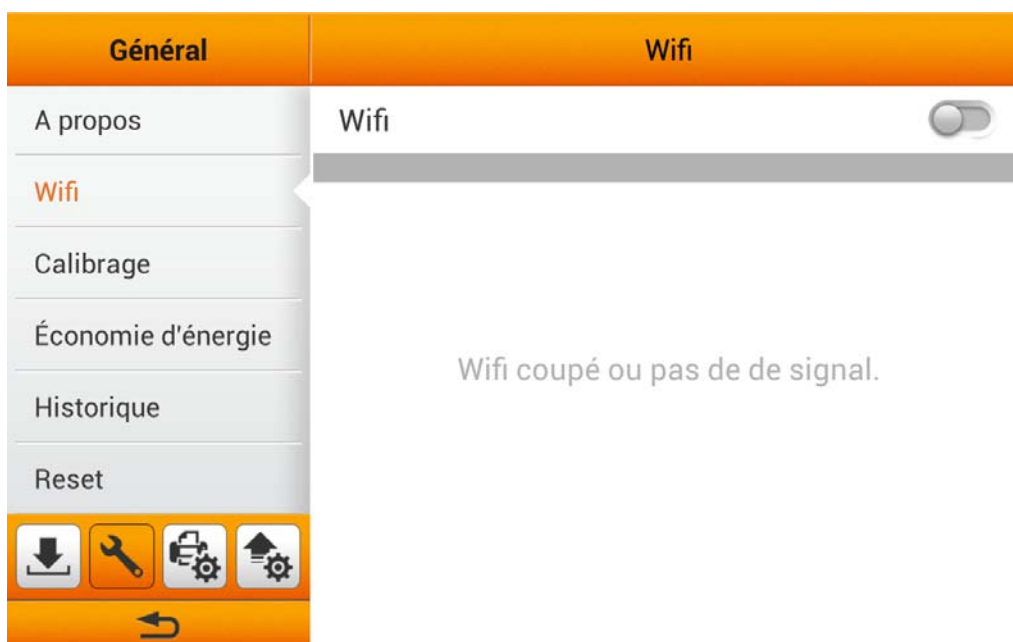 Général
Wifi
A propos
Wifi
Calibrage
Économie d'énergie
Historique
Reset
Wifi
Wifi coupé ou pas de de signal.